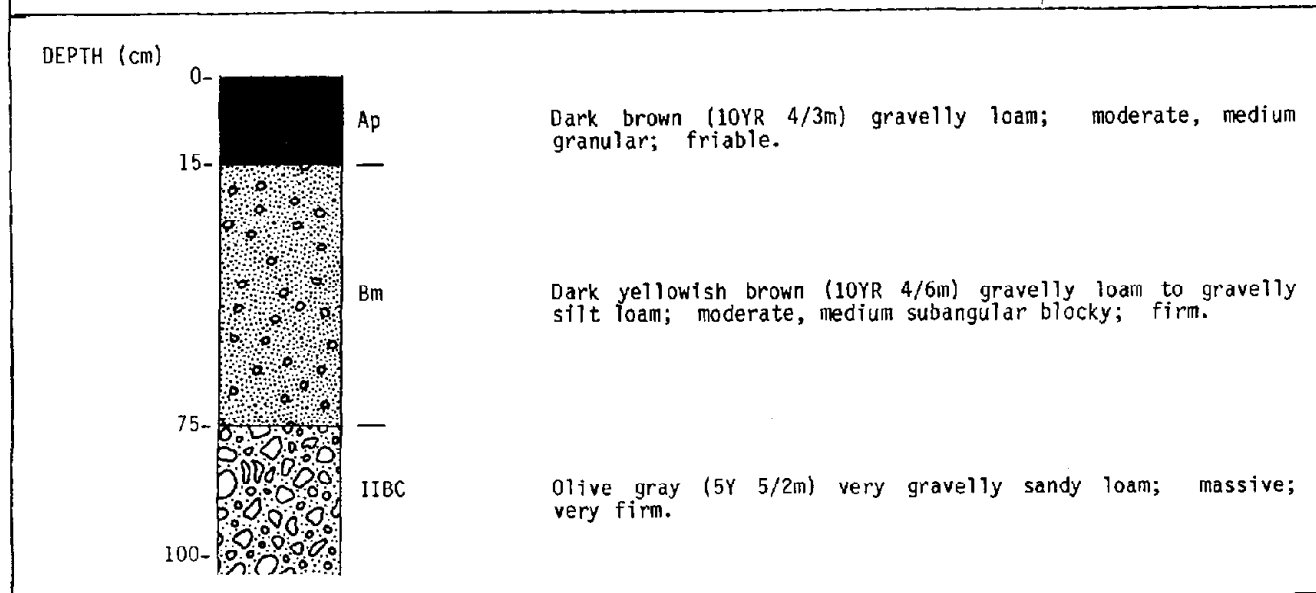 DEPTH (cm)
0-
Ap
Dark brown (10YR 4/3m) gravelly loam; moderate, medium
granular; friable.
15-
Bm
Dark yellowish brown (10YR 4/6m) gravelly loam to gravelly
silt loam; moderate, medium subangular blocky; firm.
75-
IIBC
Olive gray (5Y 5/2m) very gravelly sandy loam; massive;
very firm.
100-